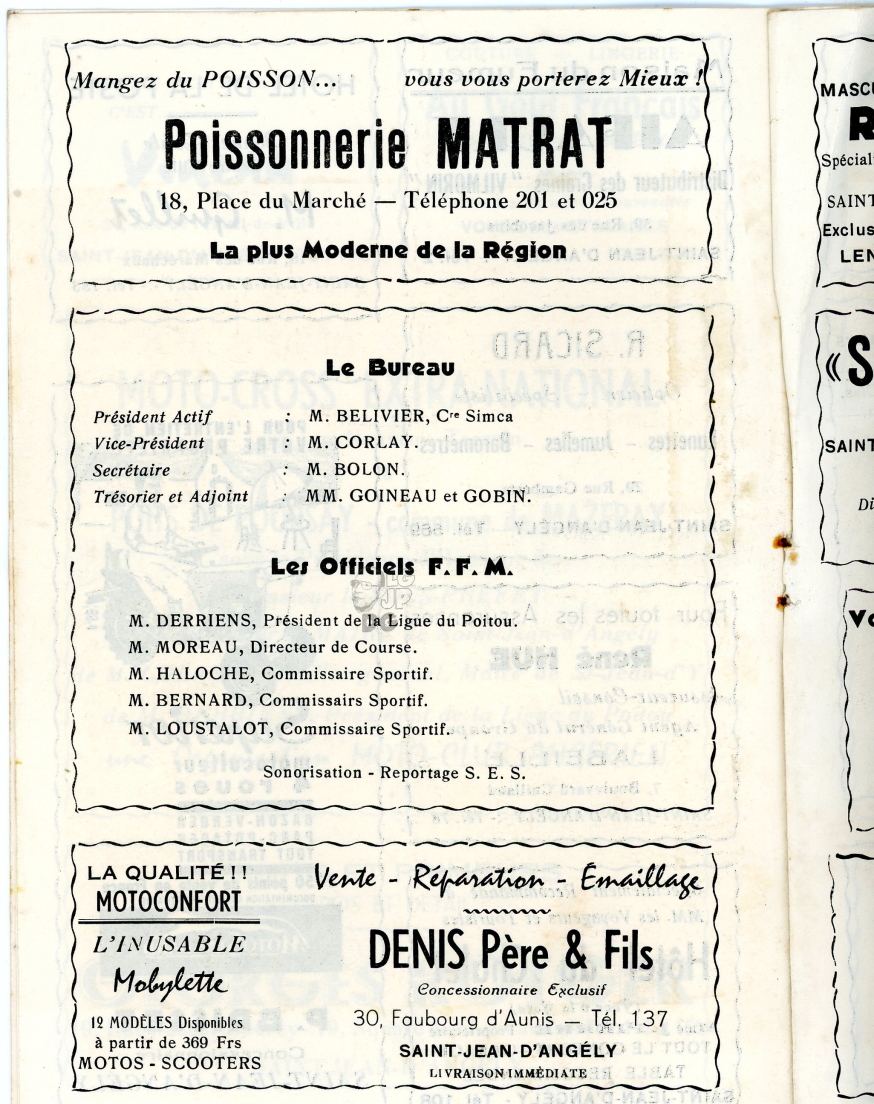 Mangez du POISSON... vous vous porterez Mieux !
Poissonnerie MATRAT
18, Place du Marché — Téléphone 201 et 025
La plus Moderne de la Région
Le Bureau
Président Actif : M. BELIVIER, Cre Simca
Vice-Président : M. CORLAY.
Secrétaire : M. BOLON.
Trésorier et Adjoint : MM. GOINEAU et GOBIN.
Les Officiels F.F.M.
M. DERRIENS, Président de la Ligue du Poitou.
M. MOREAU, Directeur de Course.
M. HALOCHE, Commissaire Sportif.
M. BERNARD, Commissairs Sportif.
M. LOUSTALOT, Commissaire Sportif.
Sonorisation - Reportage S. E. S.
LA QUALITÉ ! !
MOTOCONFORT
L'INUSABLE
Mobylette
12 MODÈLES Disponibles
à partir de 369 Frs
MOTOS - SCOOTERS
Vente - Réparation - Émaillage
DENIS Père & Fils
Concessionnaire Exclusif
30, Faubourg d'Aunis — Tél. 137
SAINT-JEAN-D'ANGÉLY
LIVRAISON IMMÉDIATE
MASCU
R
Spéciali
SAINT
Exclus
LEN
«S
SAINT
Di
Vo